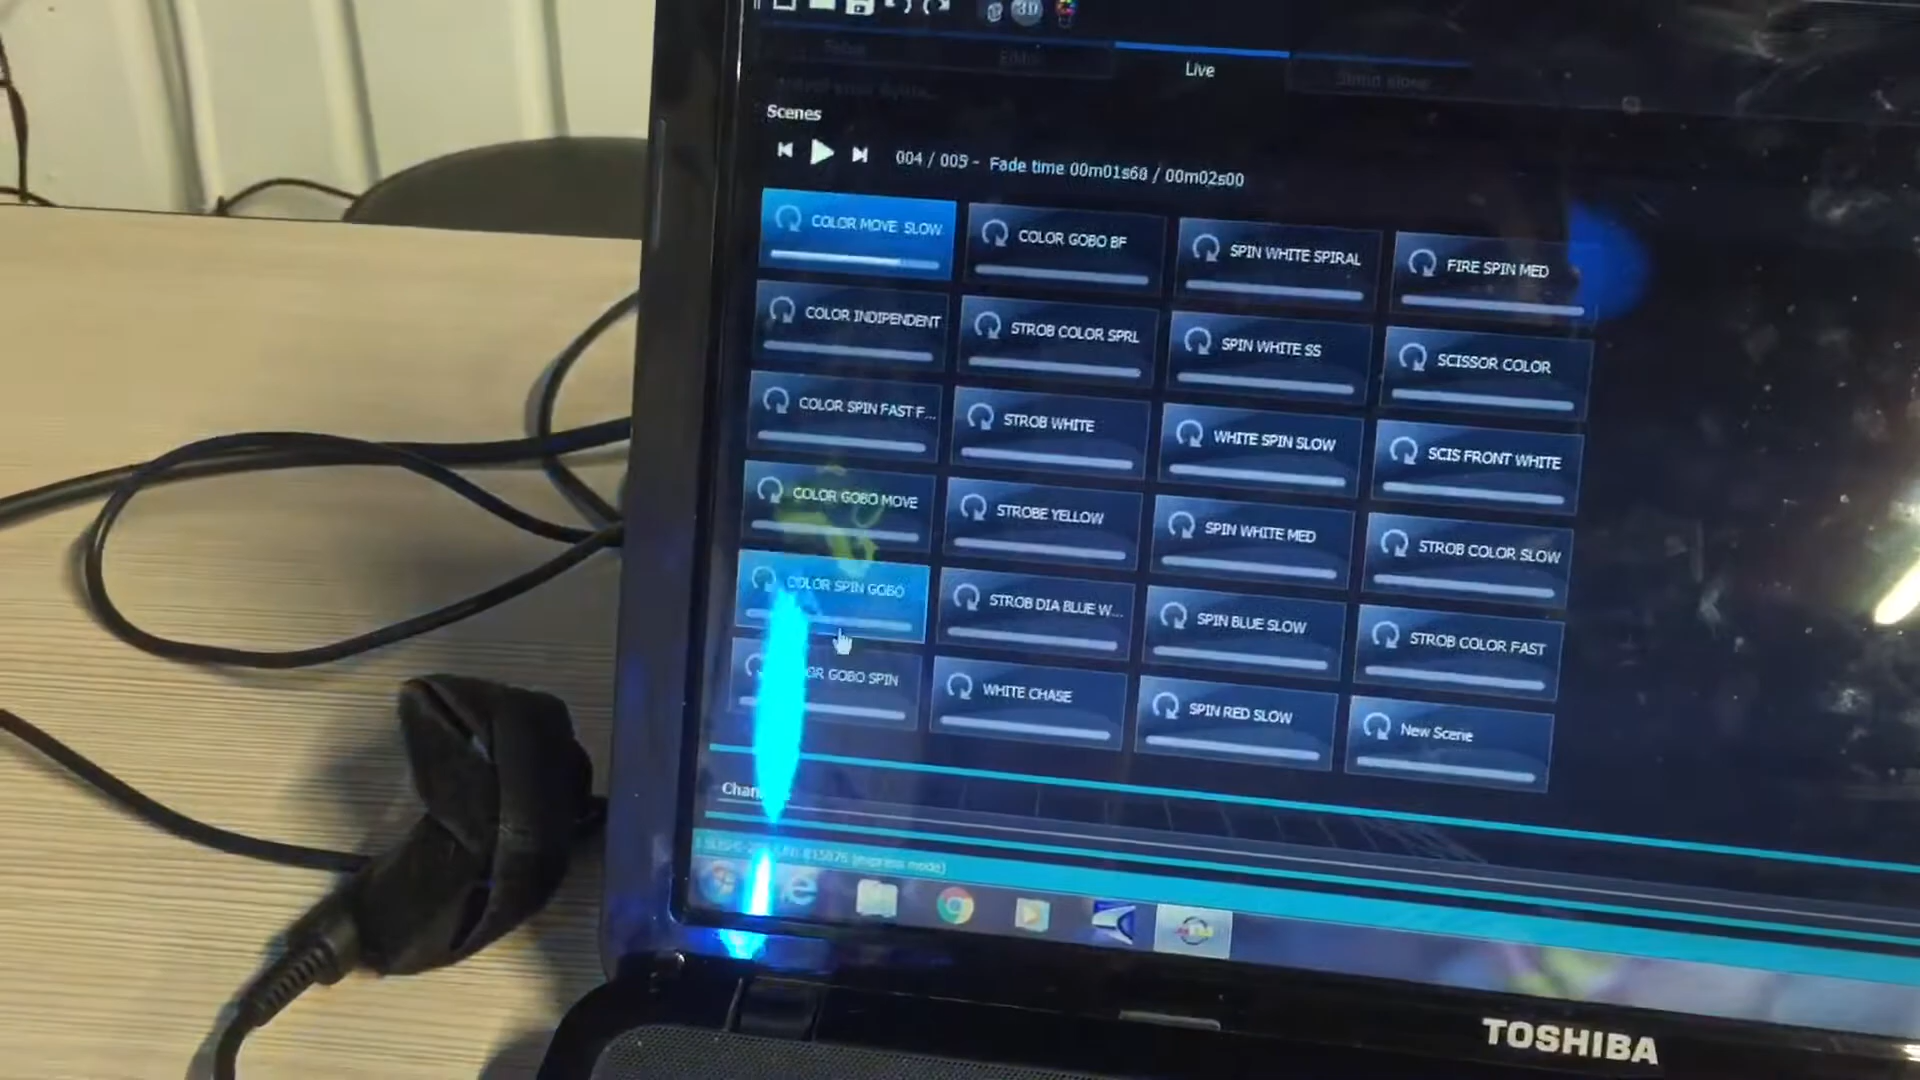 3D
Live
Scenes
004 / 005 - Fade time 00m01s68 / 00m02s00
COLOR MOVE SLOW
COLOR GOBO BF
SPIN WHITE SPIRAL
FIRE SPIN MED
COLOR INDIPENDENT
STROB COLOR SPRL
SPIN WHITE SS
SCISSOR COLOR
COLOR SPIN FAST F...
STROB WHITE
WHITE SPIN SLOW
SCIS FRONT WHITE
COLOR GOBO MOVE
STROBE YELLOW
SPIN WHITE MED
STROB COLOR SLOW
COLOR SPIN GOBO
STROB DIA BLUE W...
SPIN BLUE SLOW
STROB COLOR FAST
GOBO SPIN
WHITE CHASE
SPIN RED SLOW
New Scene
TOSHIBA